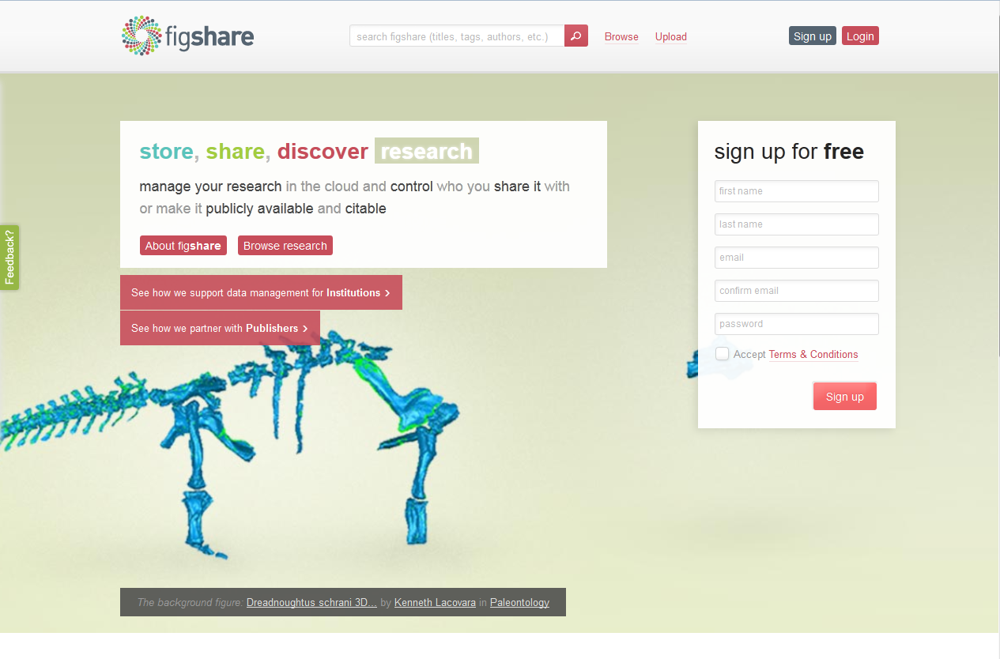 figshare
search figshare (titles, tags, authors, etc.)
Browse
Upload
Sign up
Login
store, share, discover research
manage your research in the cloud and control who you share it with
or make it publicly available and citable
About figshare
Browse research
See how we support data management for Institutions ›
See how we partner with Publishers ›
Feedback?
sign up for free
first name
last name
email
confirm email
password
Accept Terms & Conditions
Sign up
The background figure: Dreadnoughtus schrani 3D... by Kenneth Lacovara in Paleontology